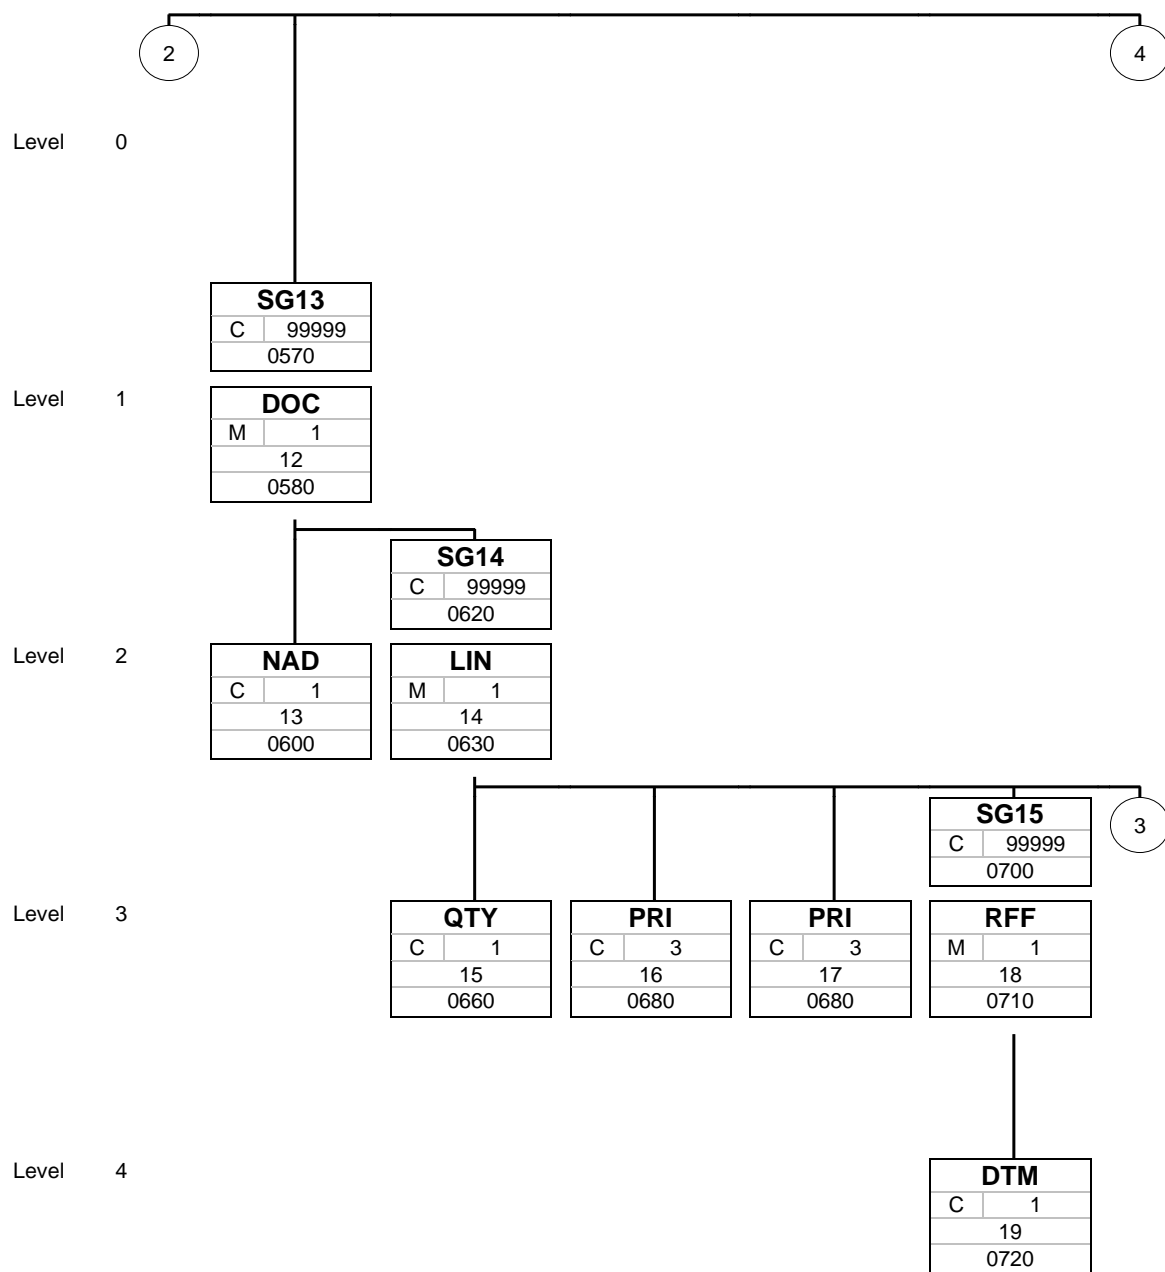 2
4
Level 0
SG13
C 99999
0570
Level 1
DOC
M 1
12
0580
SG14
C 99999
0620
Level 2
NAD
C 1
13
0600
LIN
M 1
14
0630
SG15
C 99999
0700
3
Level 3
QTY
C 1
15
0660
PRI
C 3
16
0680
PRI
C 3
17
0680
RFF
M 1
18
0710
Level 4
DTM
C 1
19
0720